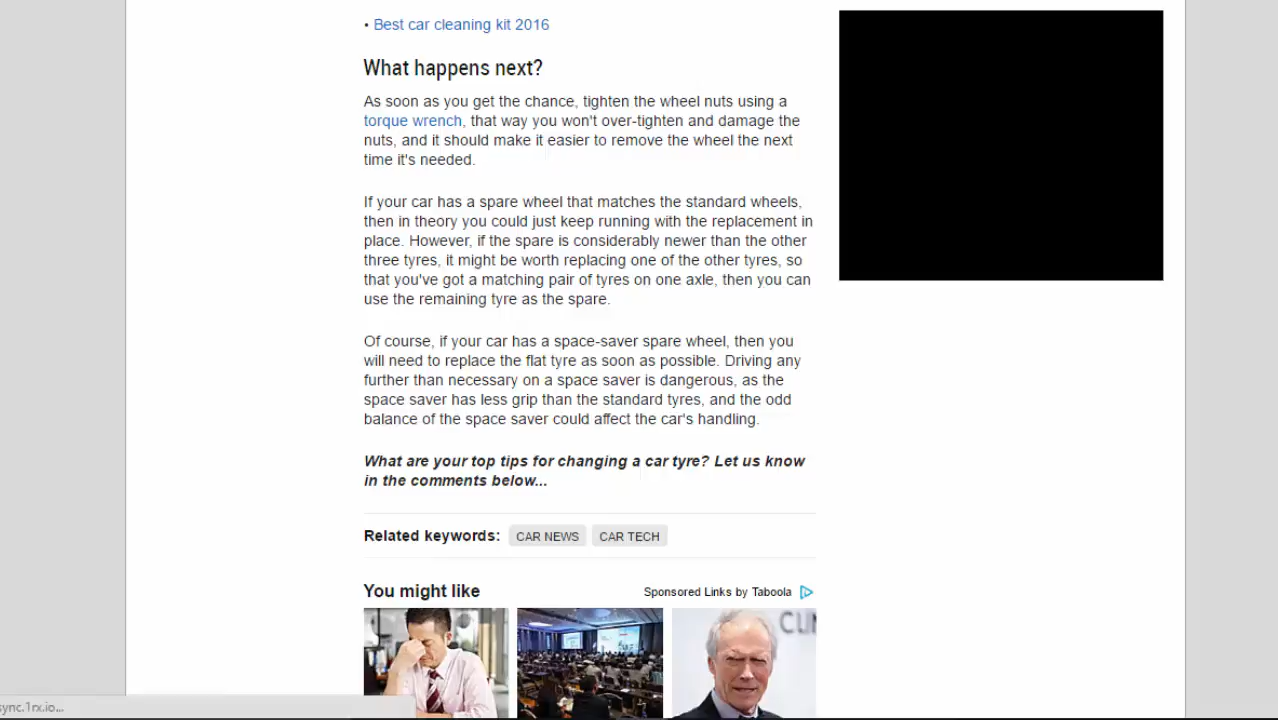 • Best car cleaning kit 2016
What happens next?
As soon as you get the chance, tighten the wheel nuts using a
torque wrench, that way you won't over-tighten and damage the
nuts, and it should make it easier to remove the wheel the next
time it's needed.
If your car has a spare wheel that matches the standard wheels,
then in theory you could just keep running with the replacement in
place. However, if the spare is considerably newer than the other
three tyres, it might be worth replacing one of the other tyres, so
that you've got a matching pair of tyres on one axle, then you can
use the remaining tyre as the spare.
Of course, if your car has a space-saver spare wheel, then you
will need to replace the flat tyre as soon as possible. Driving any
further than necessary on a space saver is dangerous, as the
space saver has less grip than the standard tyres, and the odd
balance of the space saver could affect the car's handling.
What are your top tips for changing a car tyre? Let us know
in the comments below...
Related keywords: CAR NEWS CAR TECH
You might like Sponsored Links by Taboola
CLIN
sync.1rx.io...